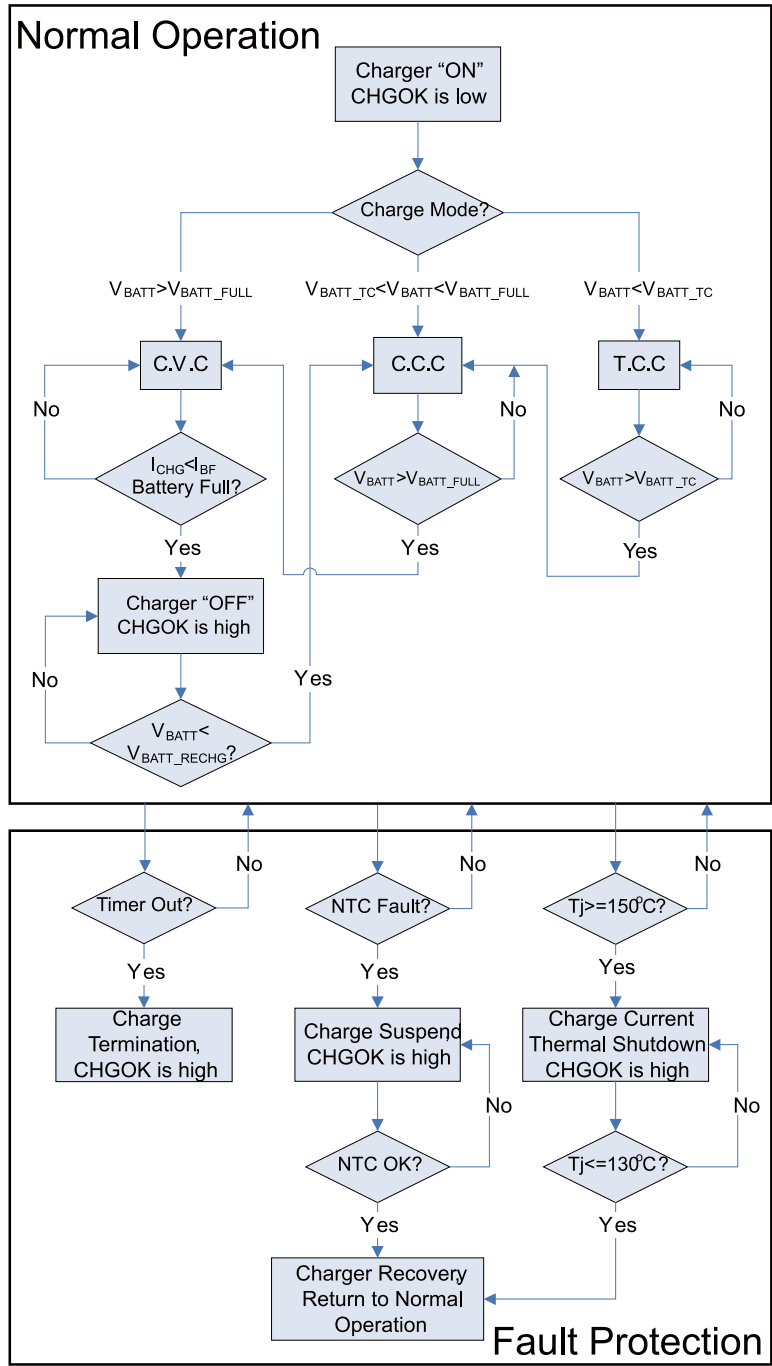 Normal Operation
Charger “ON”
CHGOK is low
Charge Mode?
VBATT>VBATT_FULL
VBATT_TC<VBATT<VBATT_FULL
VBATT<VBATT_TC
C.V.C
C.C.C
T.C.C
No
No
No
ICHG<IBF
Battery Full?
VBATT>VBATT_FULL
VBATT>VBATT_TC
Yes
Yes
Yes
Charger “OFF”
CHGOK is high
No
Yes
VBATT<
VBATT_RECHG?
No
No
No
Timer Out?
NTC Fault?
Tj>=150°C?
Yes
Yes
Yes
Charge
Termination,
CHGOK is high
Charge Suspend,
CHGOK is high
Charge Current
Thermal Shutdown
CHGOK is high
No
No
NTC OK?
Tj<=130°C?
Yes
Yes
Charger Recovery,
Return to Normal
Operation
Fault Protection